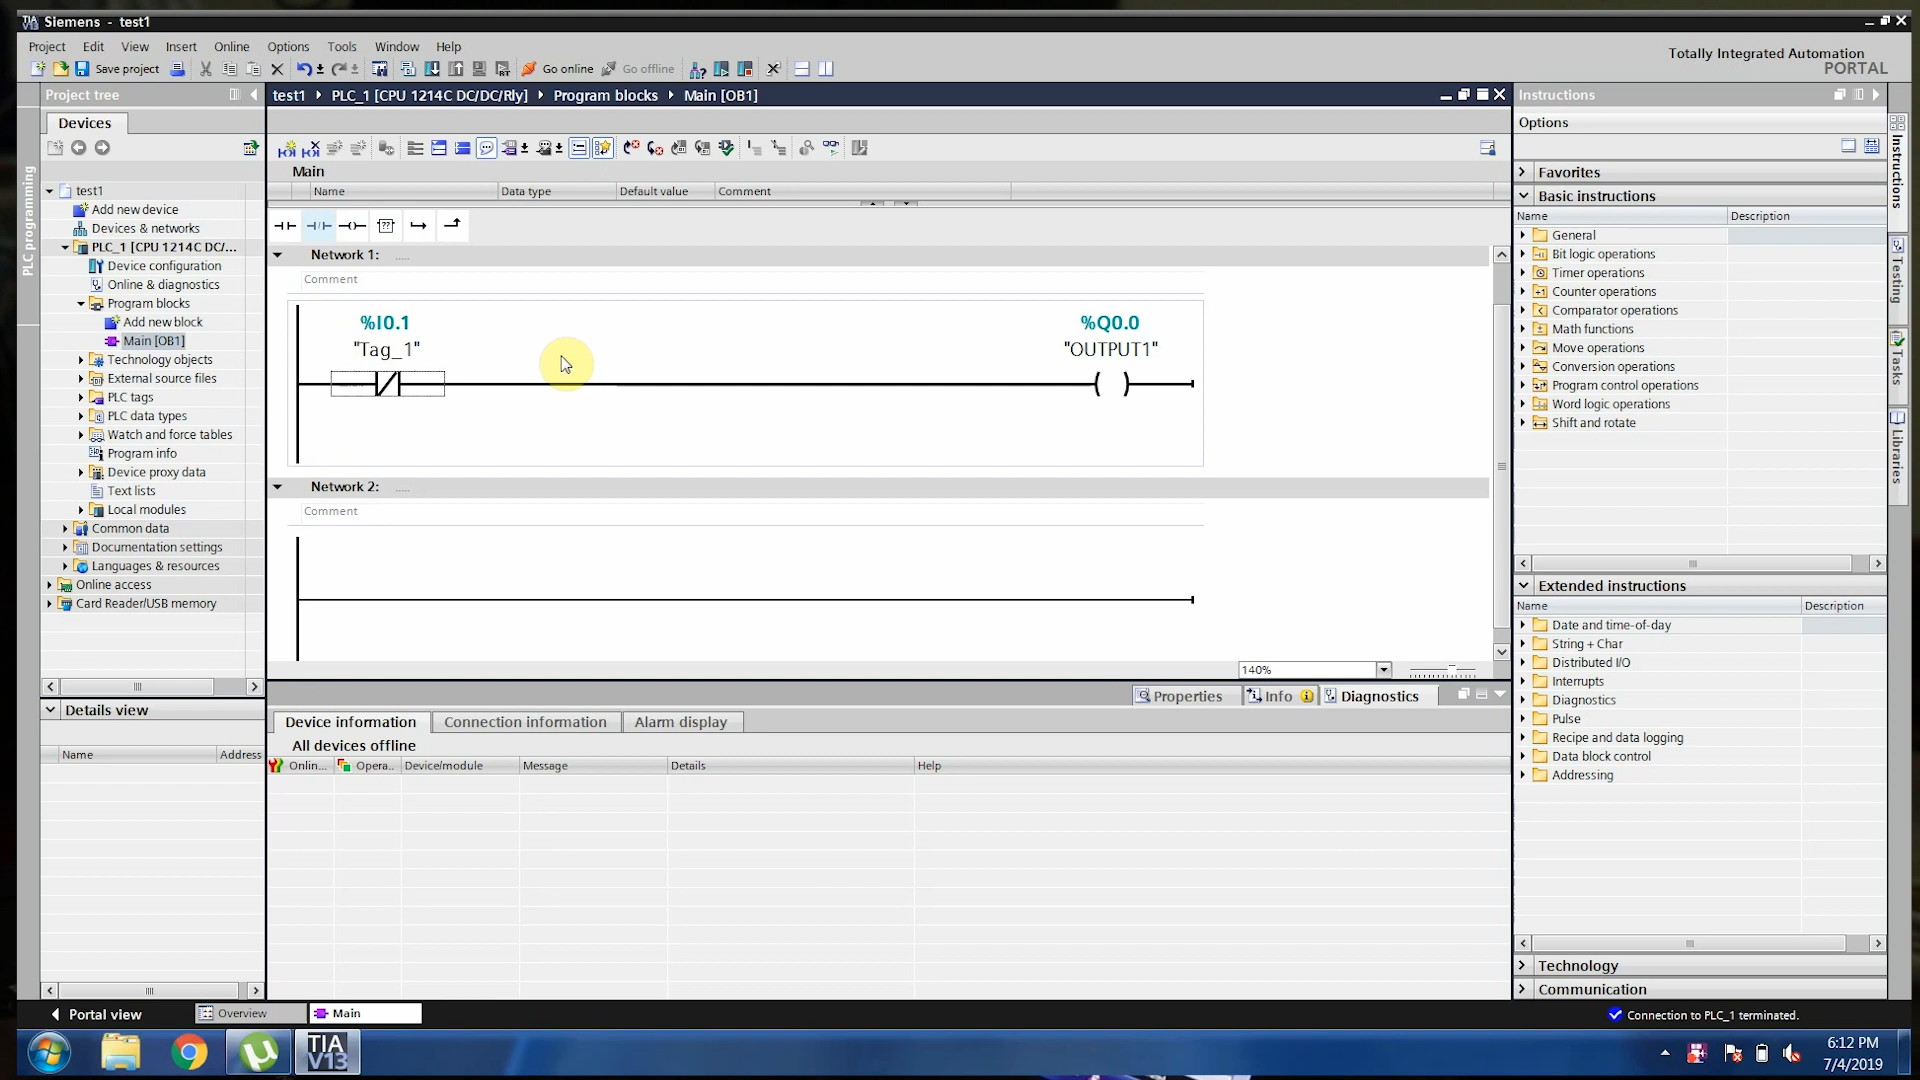 TIA V13 Siemens - test1
Project Edit View Insert Online Options Tools Window Help
Save project Go online Go offline
Totally Integrated Automation
PORTAL
Project tree
test1 PLC_1 [CPU 1214C DC/DC/Rly] Program blocks Main [OB1]
Instructions
Devices
Options
PLC programming
Main
Name Data type Default value Comment
test1
Add new device
Devices & networks
PLC_1 [CPU 1214C DC/...
Device configuration
Online & diagnostics
Program blocks
Add new block
Main [OB1]
Technology objects
External source files
PLC tags
PLC data types
Watch and force tables
Program info
Device proxy data
Text lists
Local modules
Common data
Documentation settings
Languages & resources
Online access
Card Reader/USB memory
Details view
Name Address
??
Network 1: .....
Comment
%I0.1
"Tag_1"
%Q0.0
"OUTPUT1"
Network 2: .....
Comment
140%
Properties Info Diagnostics
Device information Connection information Alarm display
All devices offline
Onlin... Opera.. Device/module Message Details Help
Favorites
Basic instructions
Name Description
General
Bit logic operations
Timer operations
Counter operations
Comparator operations
Math functions
Move operations
Conversion operations
Program control operations
Word logic operations
Shift and rotate
Extended instructions
Name Description
Date and time-of-day
String + Char
Distributed I/O
Interrupts
Diagnostics
Pulse
Recipe and data logging
Data block control
Addressing
Technology
Communication
Instructions
Testing
Tasks
Libraries
Portal view Overview Main
Connection to PLC_1 terminated.
TIA
V13
6:12 PM
7/4/2019